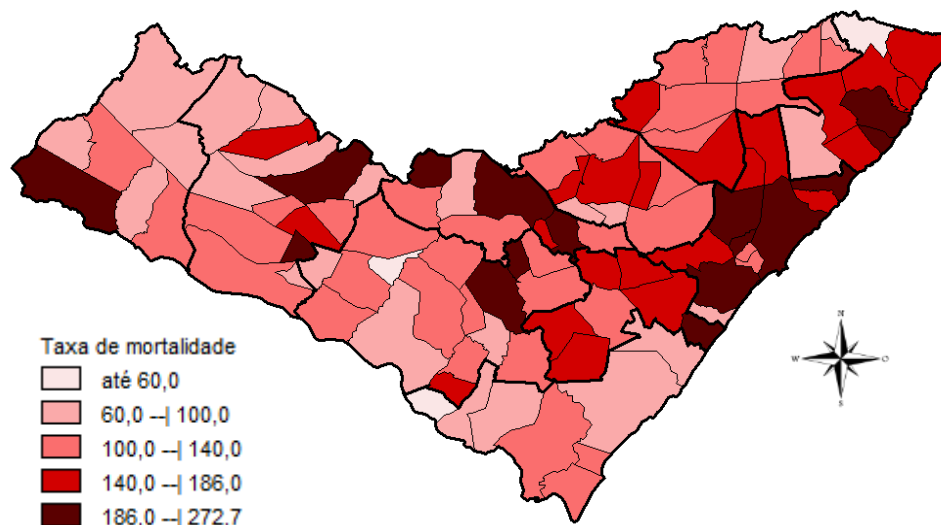 Taxa de mortalidade
até 60,0
60,0 --| 100,0
100,0 --| 140,0
140,0 --| 186,0
186,0 --| 272,7
N
W
O
S